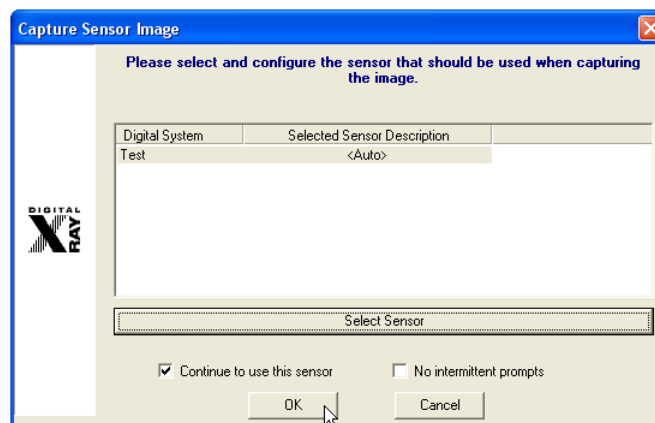 Capture Sensor Image
Please select and configure the sensor that should be used when capturing
the image.
Digital System Selected Sensor Description
Test <Auto>
DIGITAL
X RAY
Select Sensor
Continue to use this sensor No intermittent prompts
OK Cancel